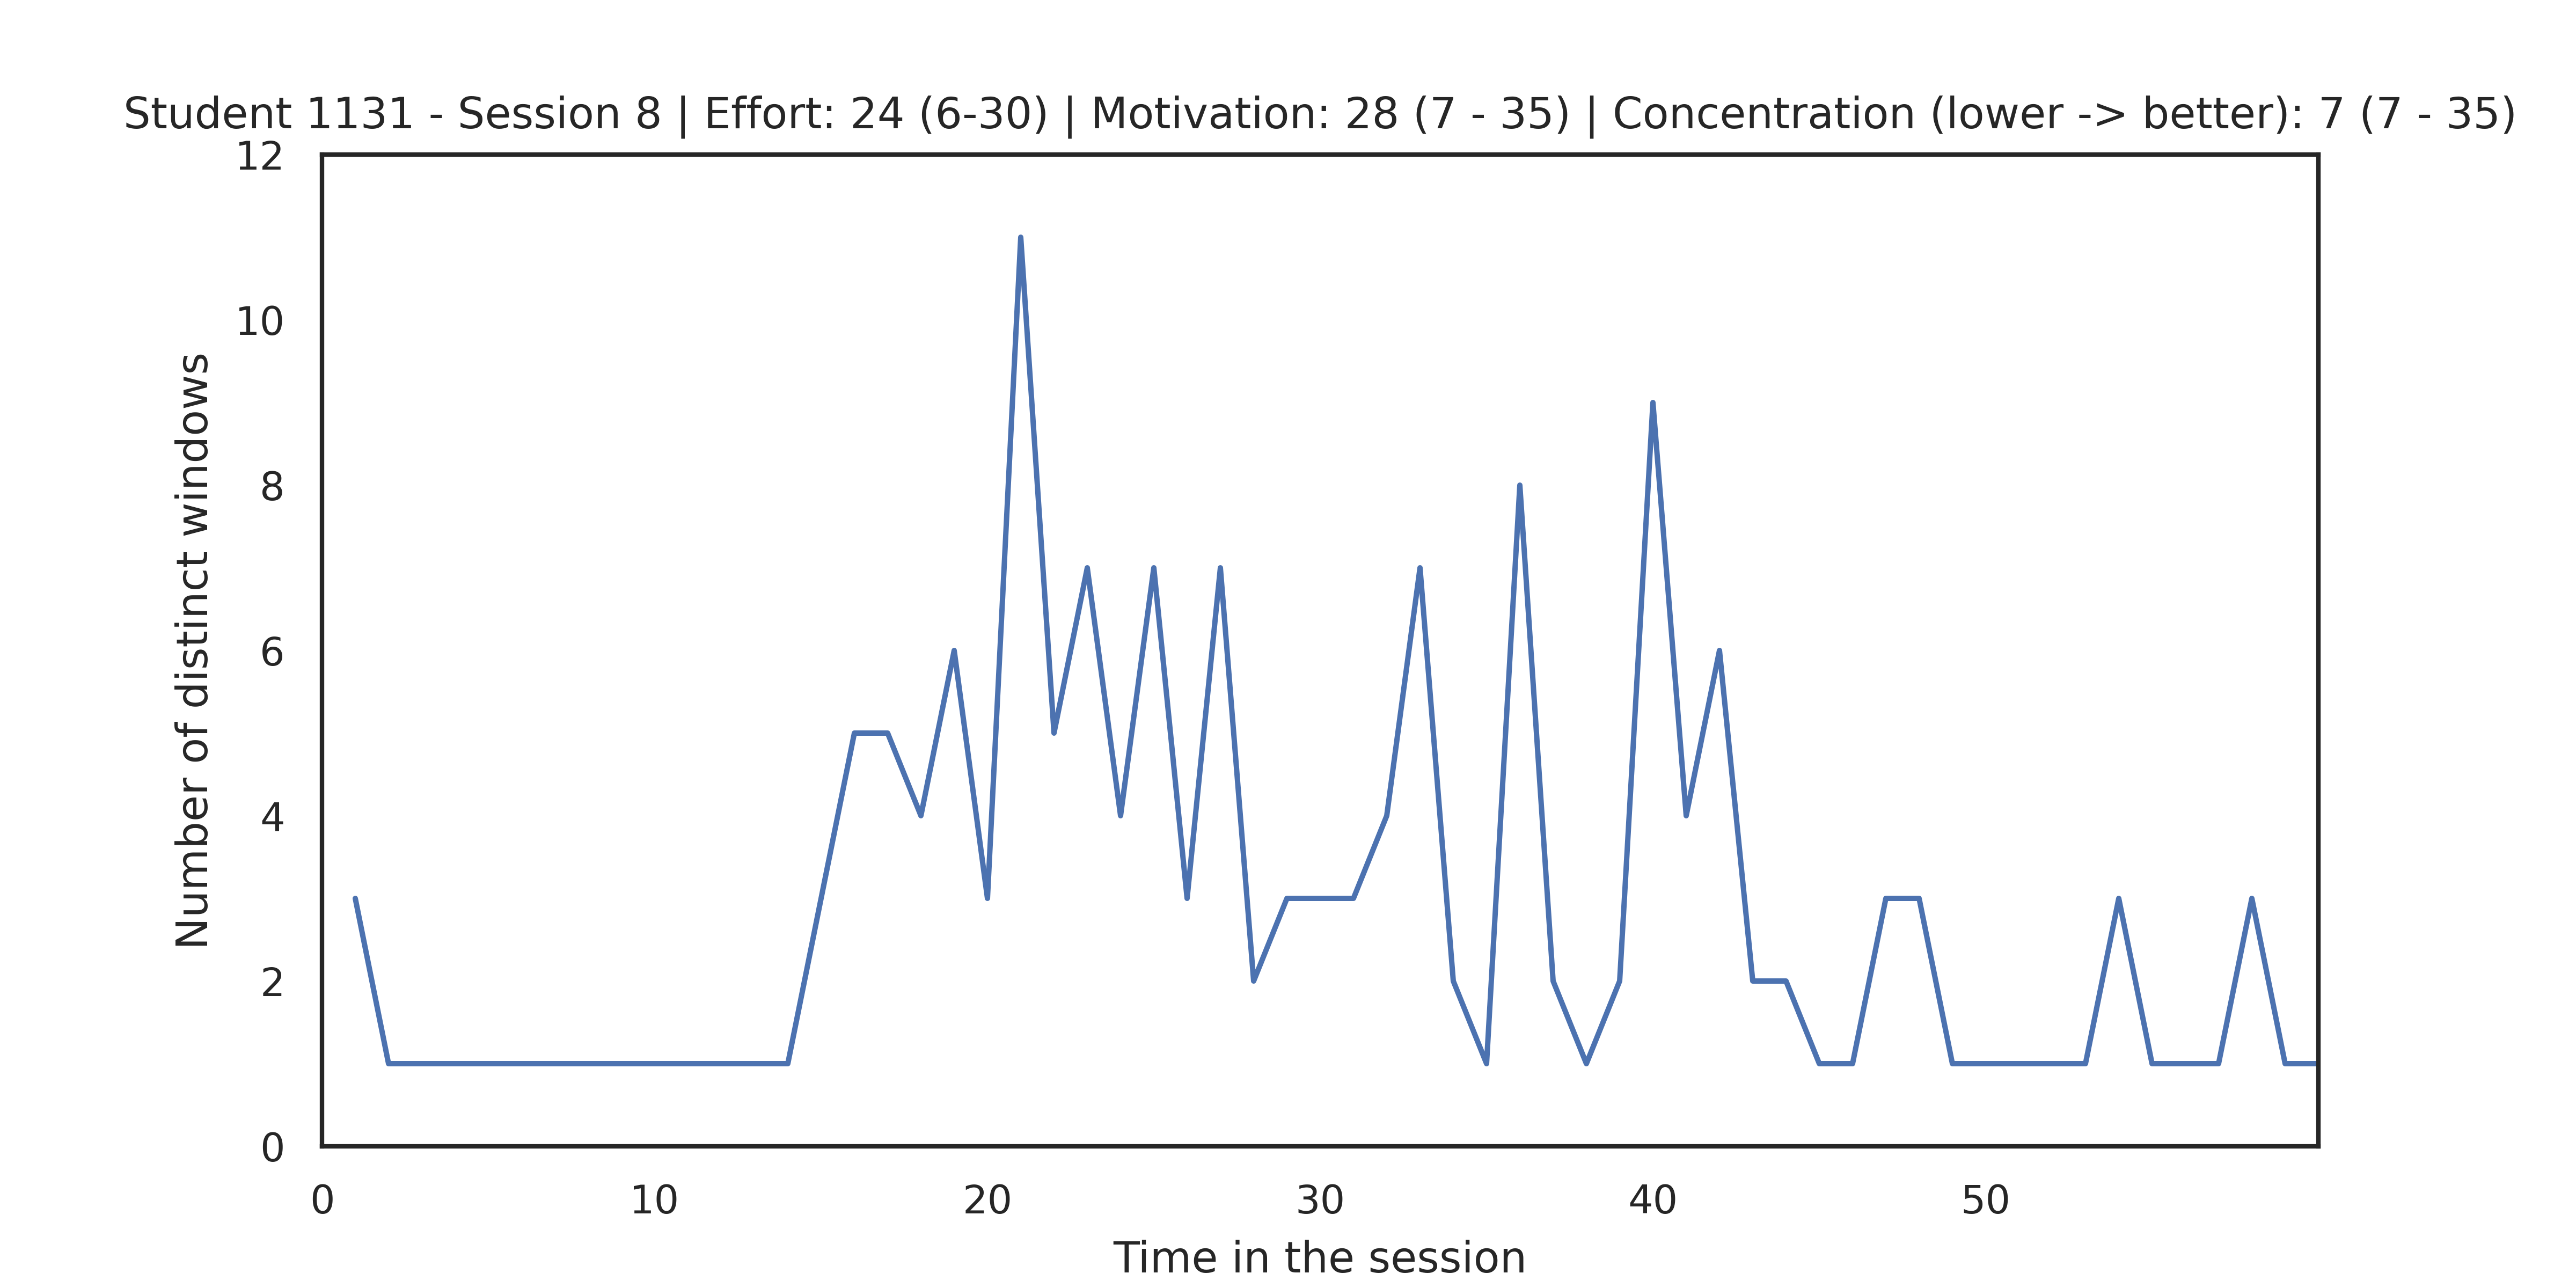 Student 1131 - Session 8 | Effort: 24 (6-30) | Motivation: 28 (7 - 35) | Concentration (lower -> better): 7 (7 - 35)
12
10
8
6
4
2
0
Number of distinct windows
0 10 20 30 40 50
Time in the session